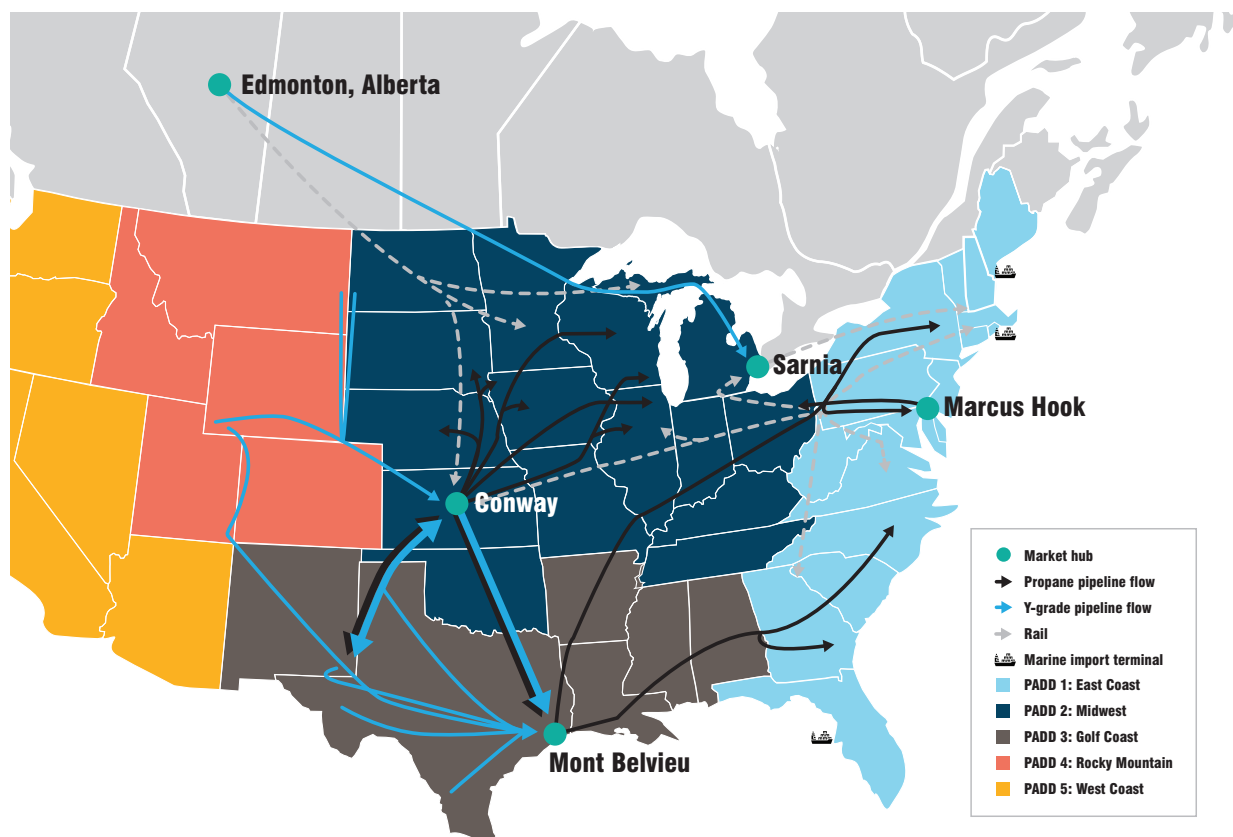 Edmonton, Alberta
Sarnia
Marcus Hook
Conway
Mont Belvieu
Market hub
Propane pipeline flow
Y-grade pipeline flow
Rail
Marine import terminal
PADD 1: East Coast
PADD 2: Midwest
PADD 3: Golf Coast
PADD 4: Rocky Mountain
PADD 5: West Coast